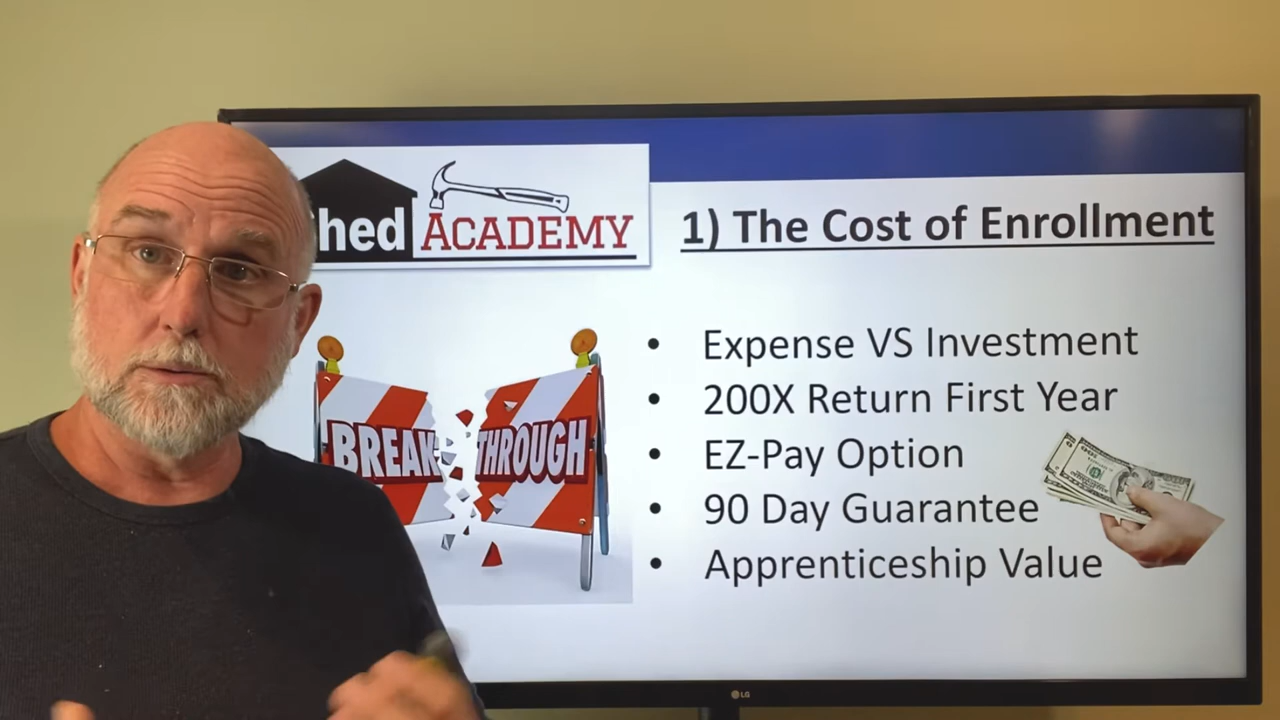 hed ACADEMY
1) The Cost of Enrollment
BREAK THROUGH
• Expense VS Investment
• 200X Return First Year
• EZ-Pay Option
• 90 Day Guarantee
• Apprenticeship Value
LG